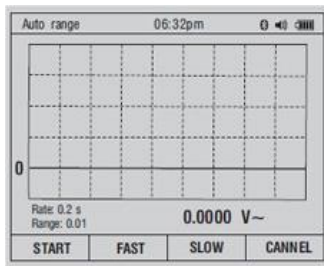 Auto range 06:32pm
0
Rate: 0.2 s
Range: 0.01
0.0000 V~
START FAST SLOW CANNEL